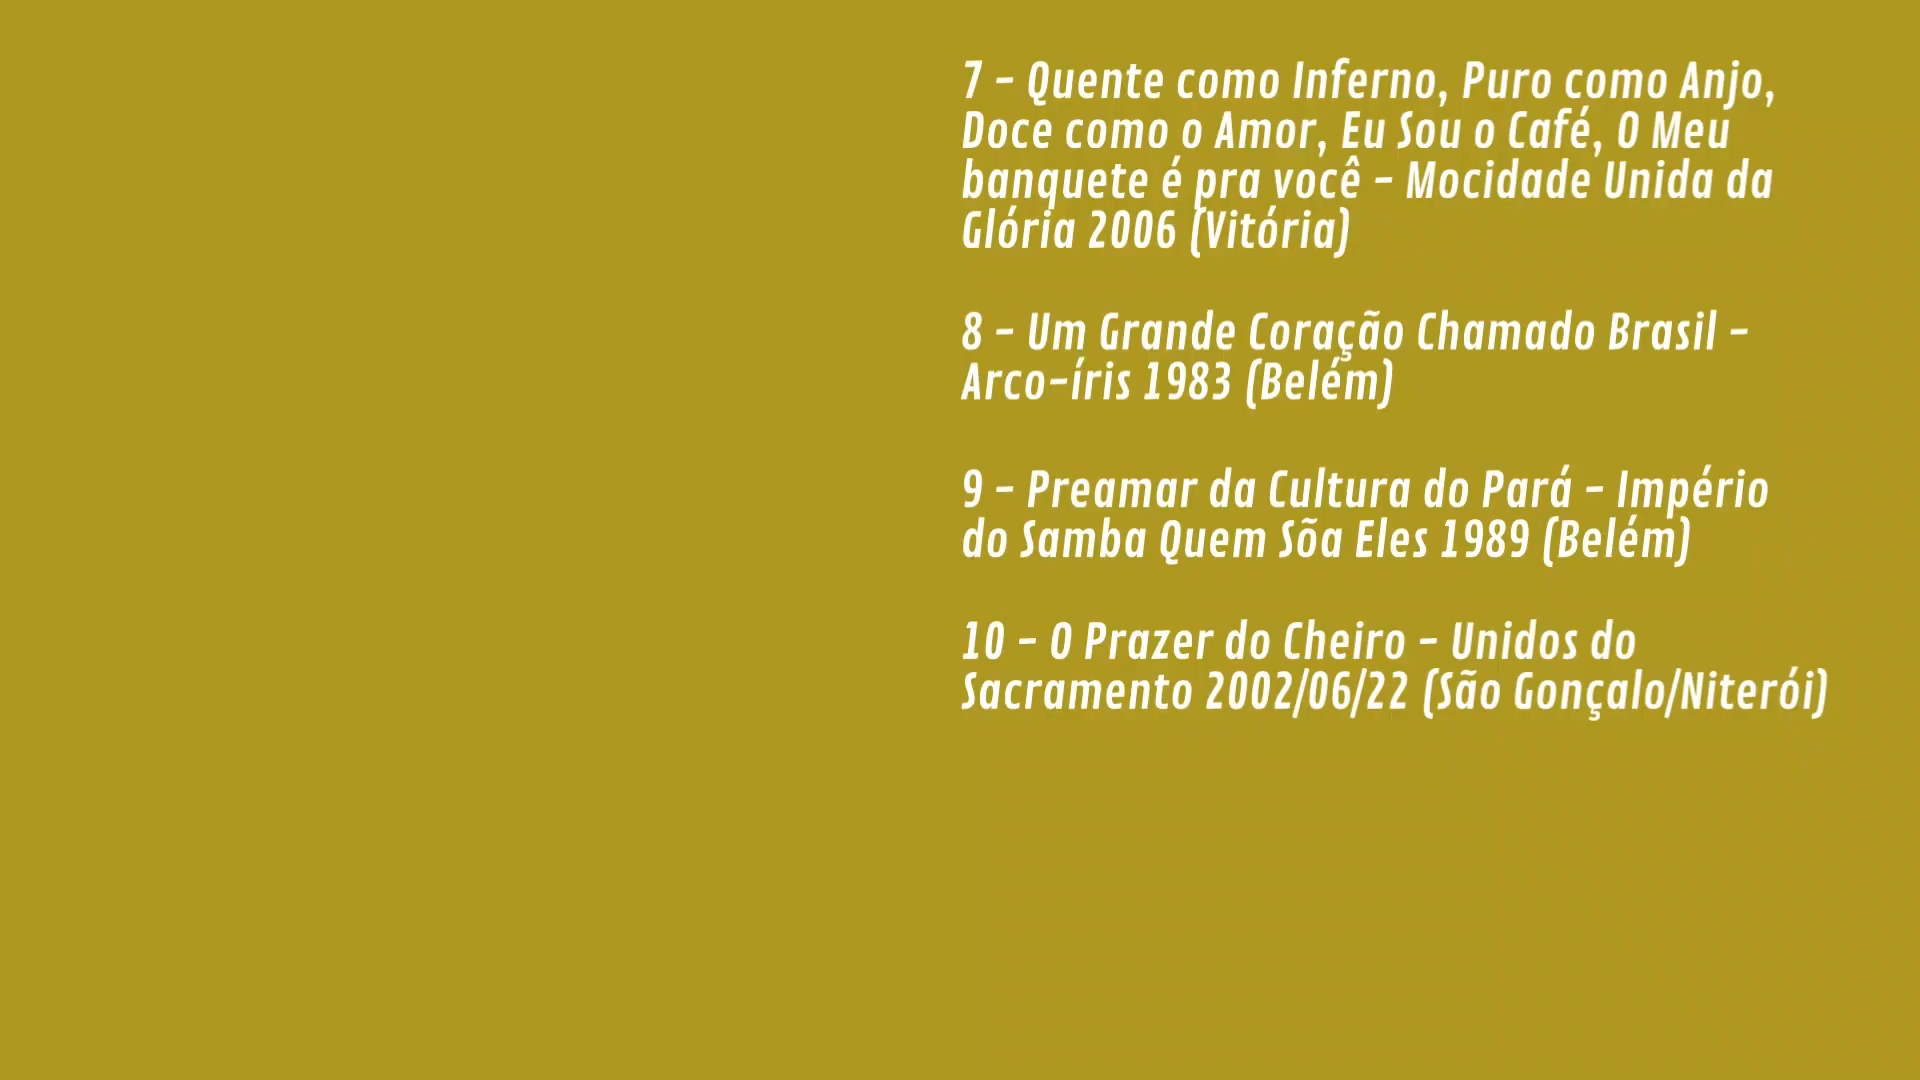 7 - Quente como Inferno, Puro como Anjo,
Doce como o Amor, Eu Sou o Café, O Meu
banquete é pra você - Mocidade Unida da
Glória 2006 (Vitória)
8 - Um Grande Coração Chamado Brasil -
Arco-íris 1983 (Belém)
9 - Preamar da Cultura do Pará - Império
do Samba Quem Sõa Eles 1989 (Belém)
10 - O Prazer do Cheiro - Unidos do
Sacramento 2002/06/22 (São Gonçalo/Niterói)